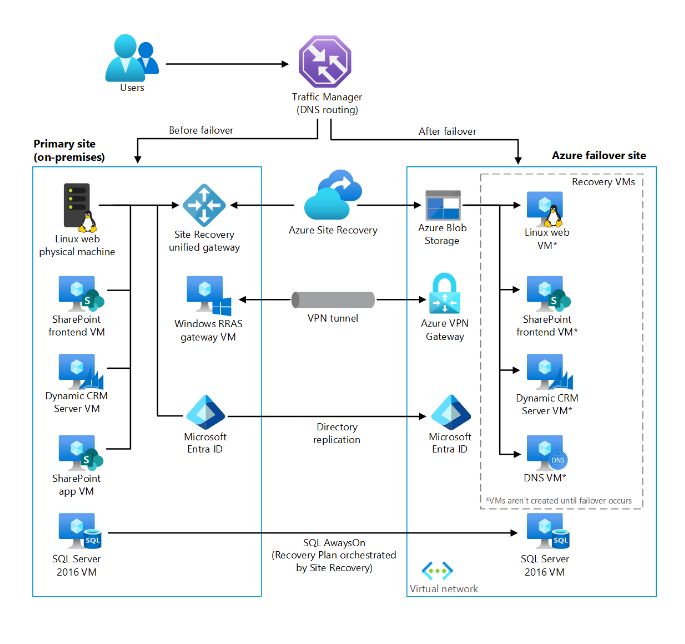 Users
Traffic Manager
(DNS routing)
Before failover
After failover
Primary site
(on-premises)
Azure failover site
Linux web
physical machine
Site Recovery
unified gateway
Azure Site Recovery
Azure Blob
Storage
Recovery VMs
Linux web
VM*
SharePoint
frontend VM
Windows RRAS
gateway VM
VPN tunnel
Azure VPN
Gateway
SharePoint
frontend VM*
Dynamic CRM
Server VM
Dynamic CRM
Server VM*
Microsoft
Entra ID
Directory
replication
Microsoft
Entra ID
SharePoint
app VM
DNS
DNS VM*
*VMs aren't created until failover occurs
SQL
SQL Server
2016 VM
SQL AwaysOn
(Recovery Plan orchestrated
by Site Recovery)
SQL
SQL Server
2016 VM
Virtual network